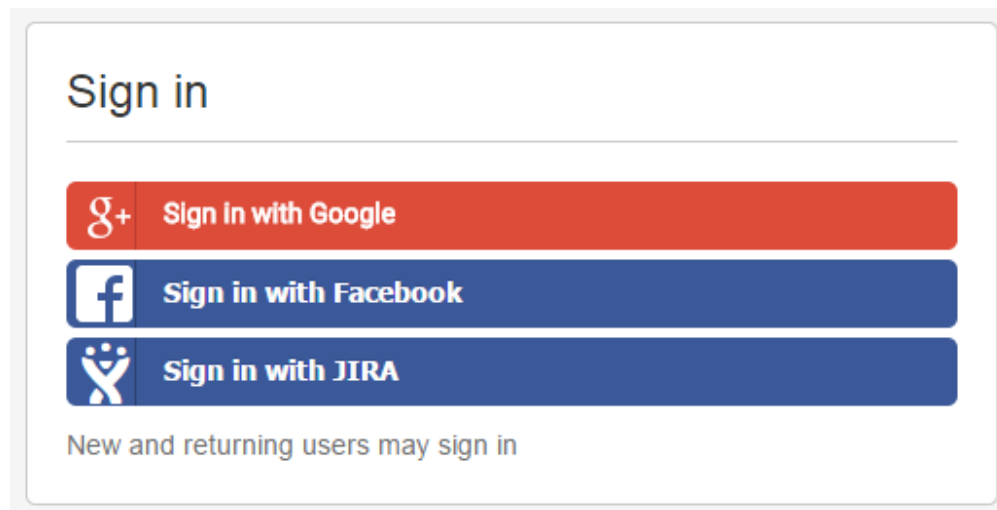 Sign in
g+ Sign in with Google
f Sign in with Facebook
Sign in with JIRA
New and returning users may sign in